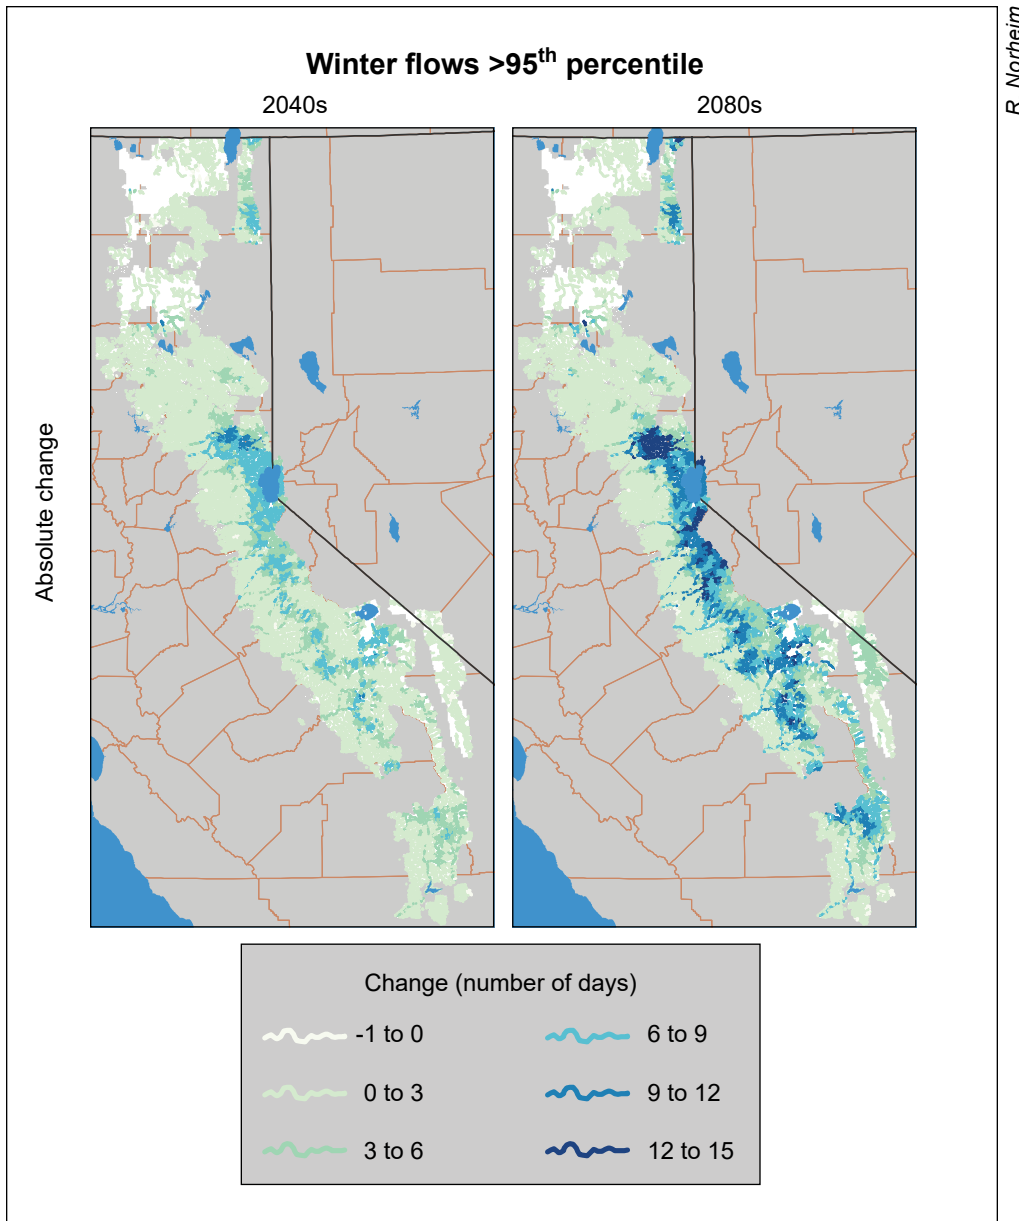 R. Norheim
Winter flows >95th percentile
2040s
2080s
Absolute change
Change (number of days)
-1 to 0
0 to 3
3 to 6
6 to 9
9 to 12
12 to 15